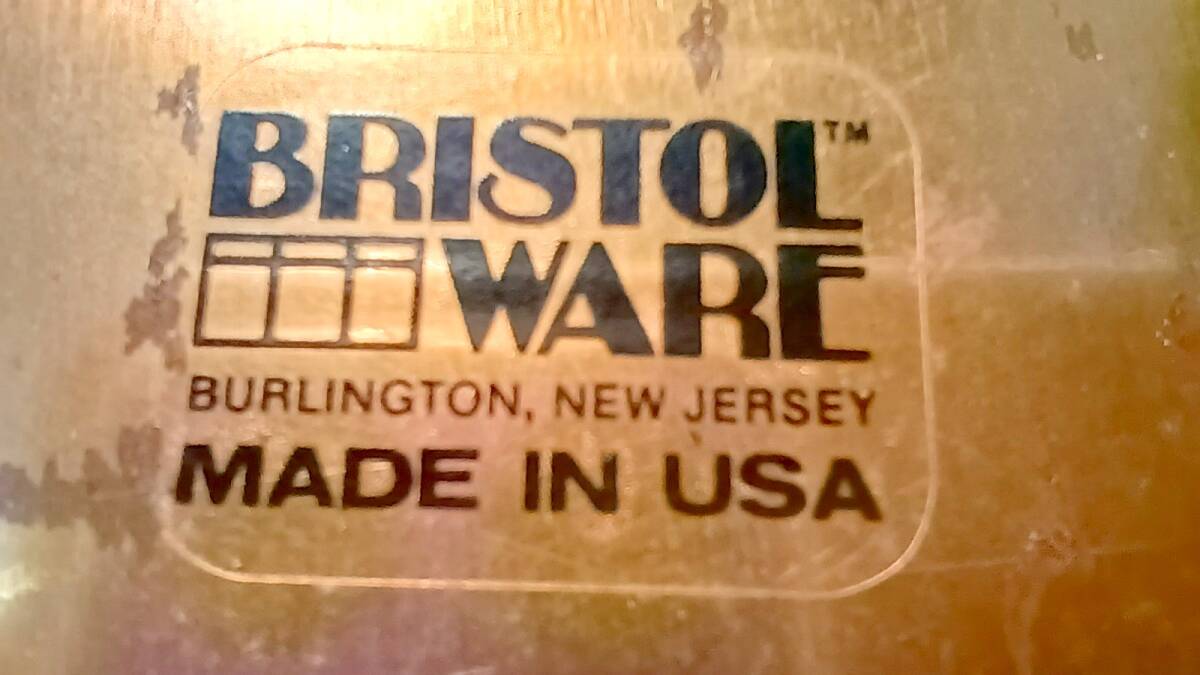 BRISTOL™
WARE
BURLINGTON, NEW JERSEY
MADE IN USA